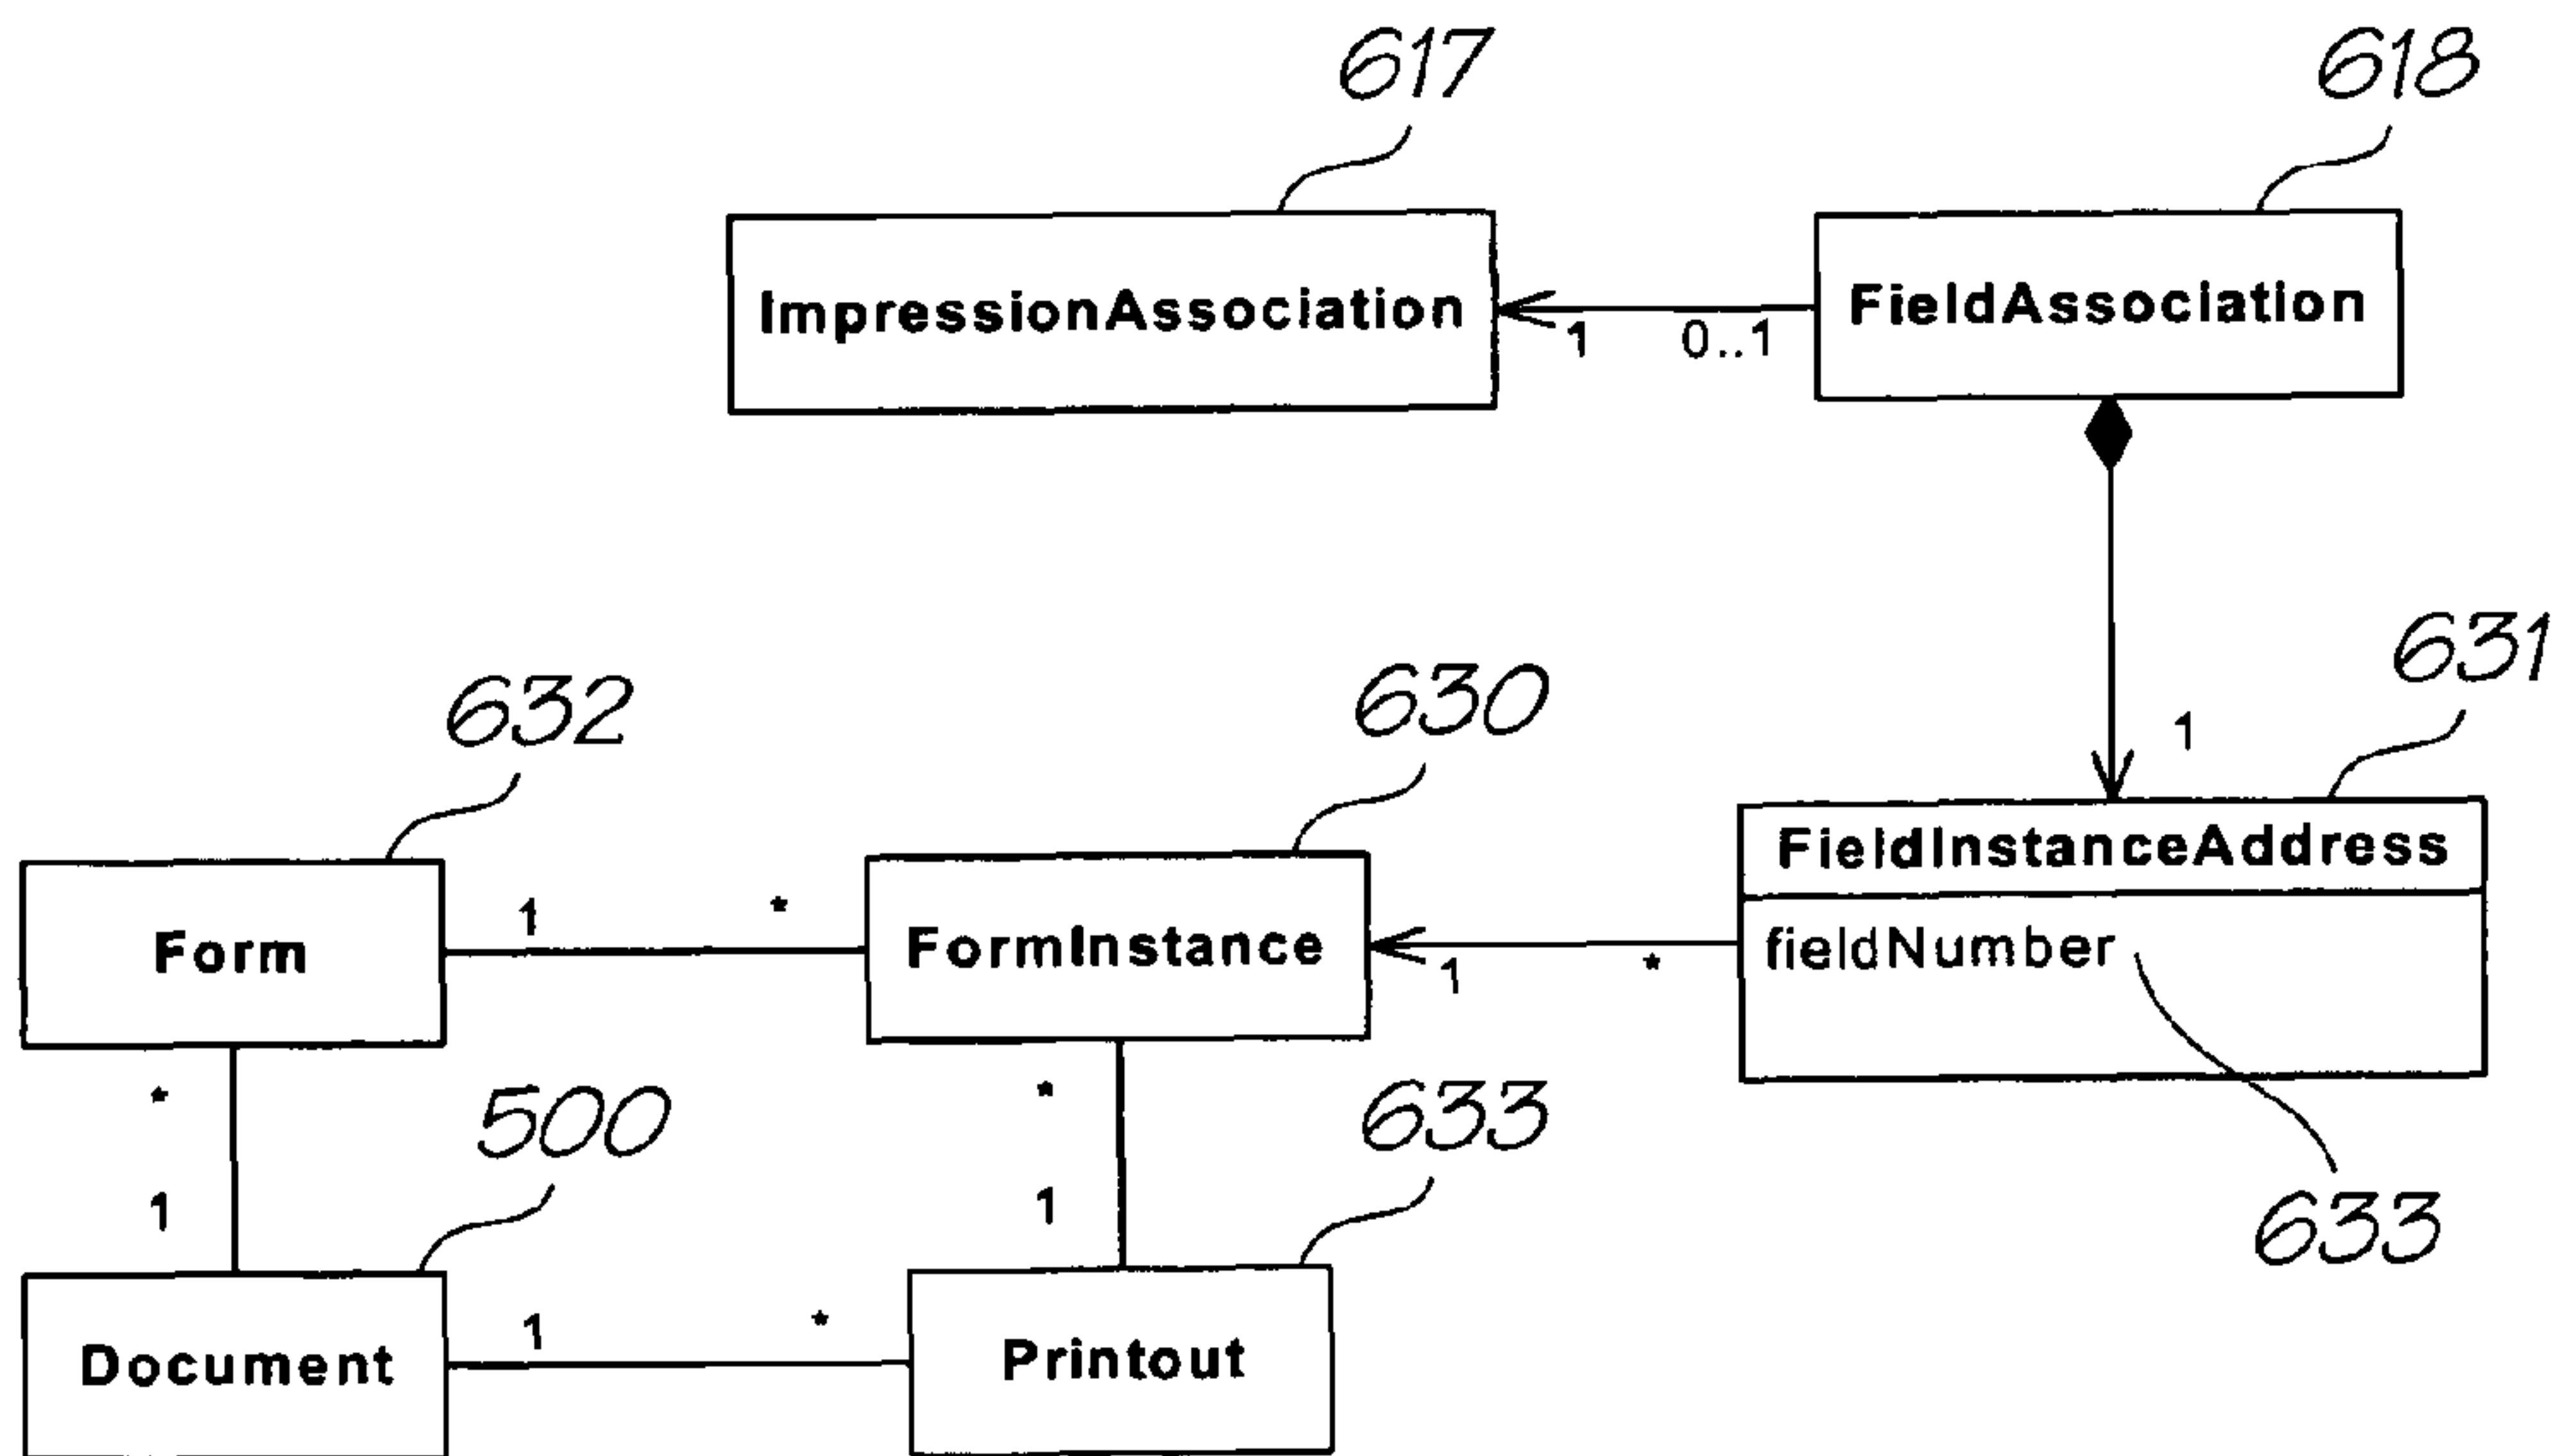 617
618
ImpressionAssociation
1
0..1
FieldAssociation
631
1
632
630
FieldInstanceAddress
Form
1
*
FormInstance
1
*
fieldNumber
*
1
500
*
1
633
633
Document
1
*
Printout